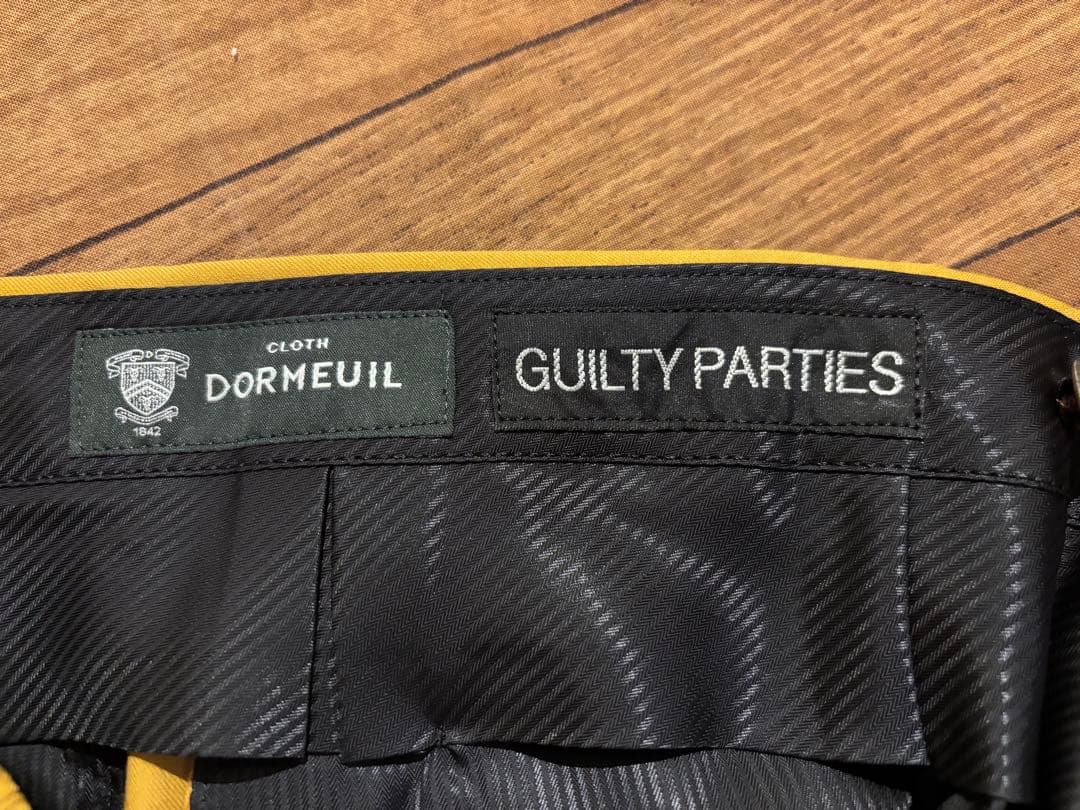 CLOTH
DORMEUIL
D
1842
GUILTY PARTIES